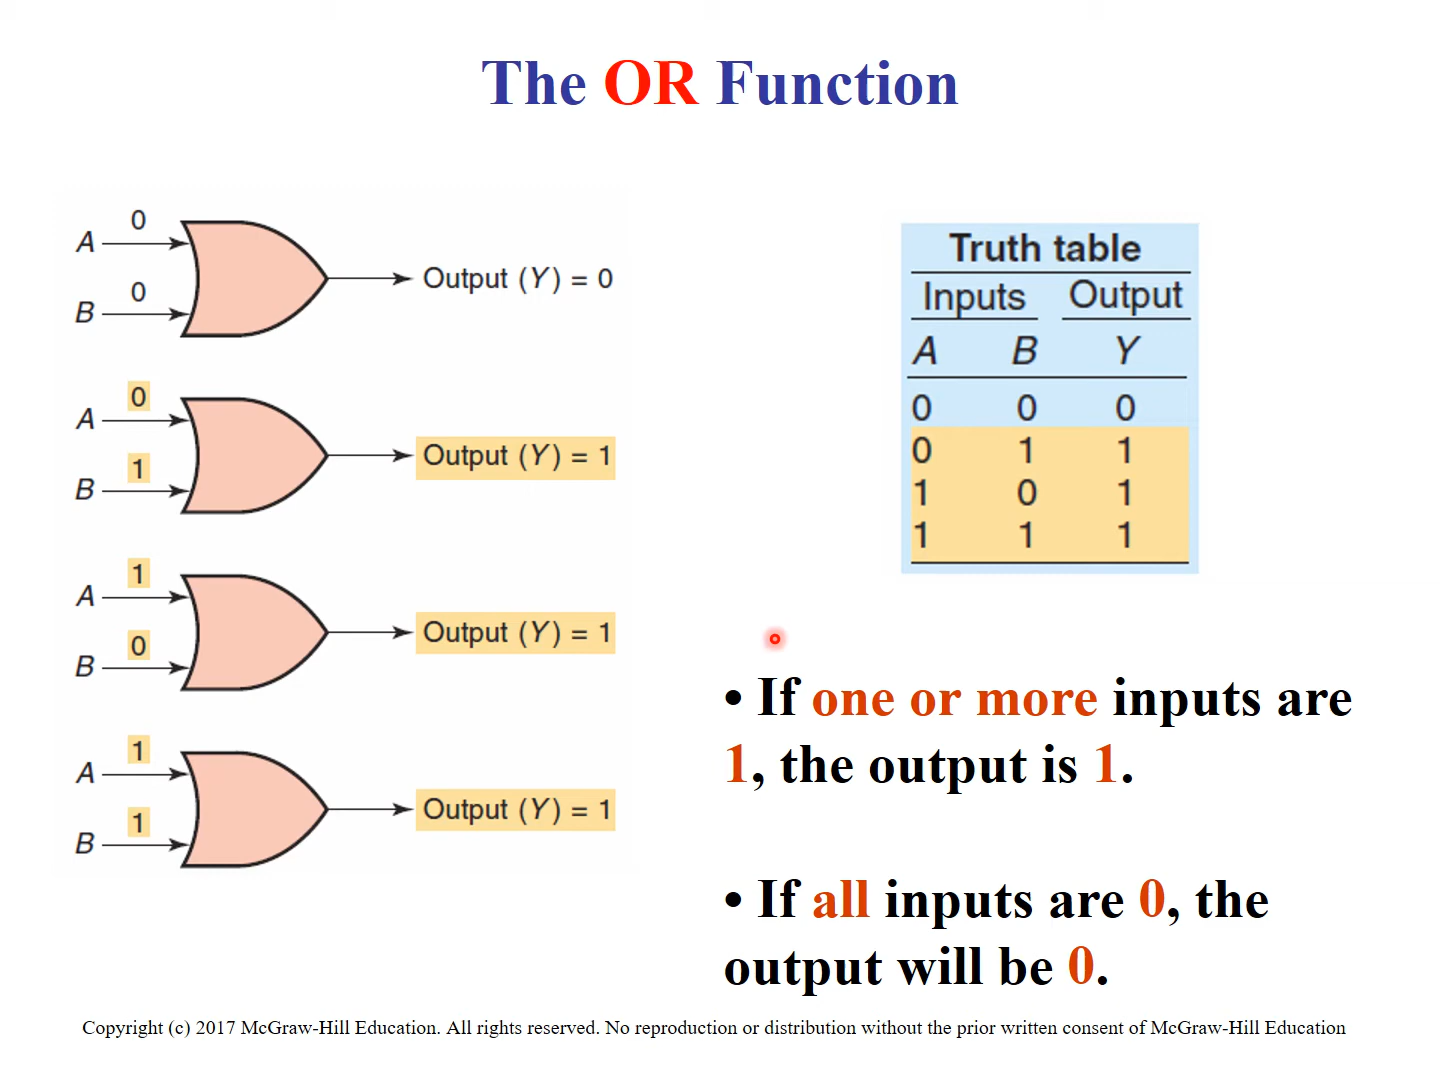 The OR Function
0
A
0
B
Output (Y) = 0
0
A
1
B
Output (Y) = 1
1
A
0
B
Output (Y) = 1
1
A
1
B
Output (Y) = 1
Truth table
Inputs Output
A B Y
0 0 0
0 1 1
1 0 1
1 1 1
• If one or more inputs are
1, the output is 1.
• If all inputs are 0, the
output will be 0.
Copyright (c) 2017 McGraw-Hill Education. All rights reserved. No reproduction or distribution without the prior written consent of McGraw-Hill Education